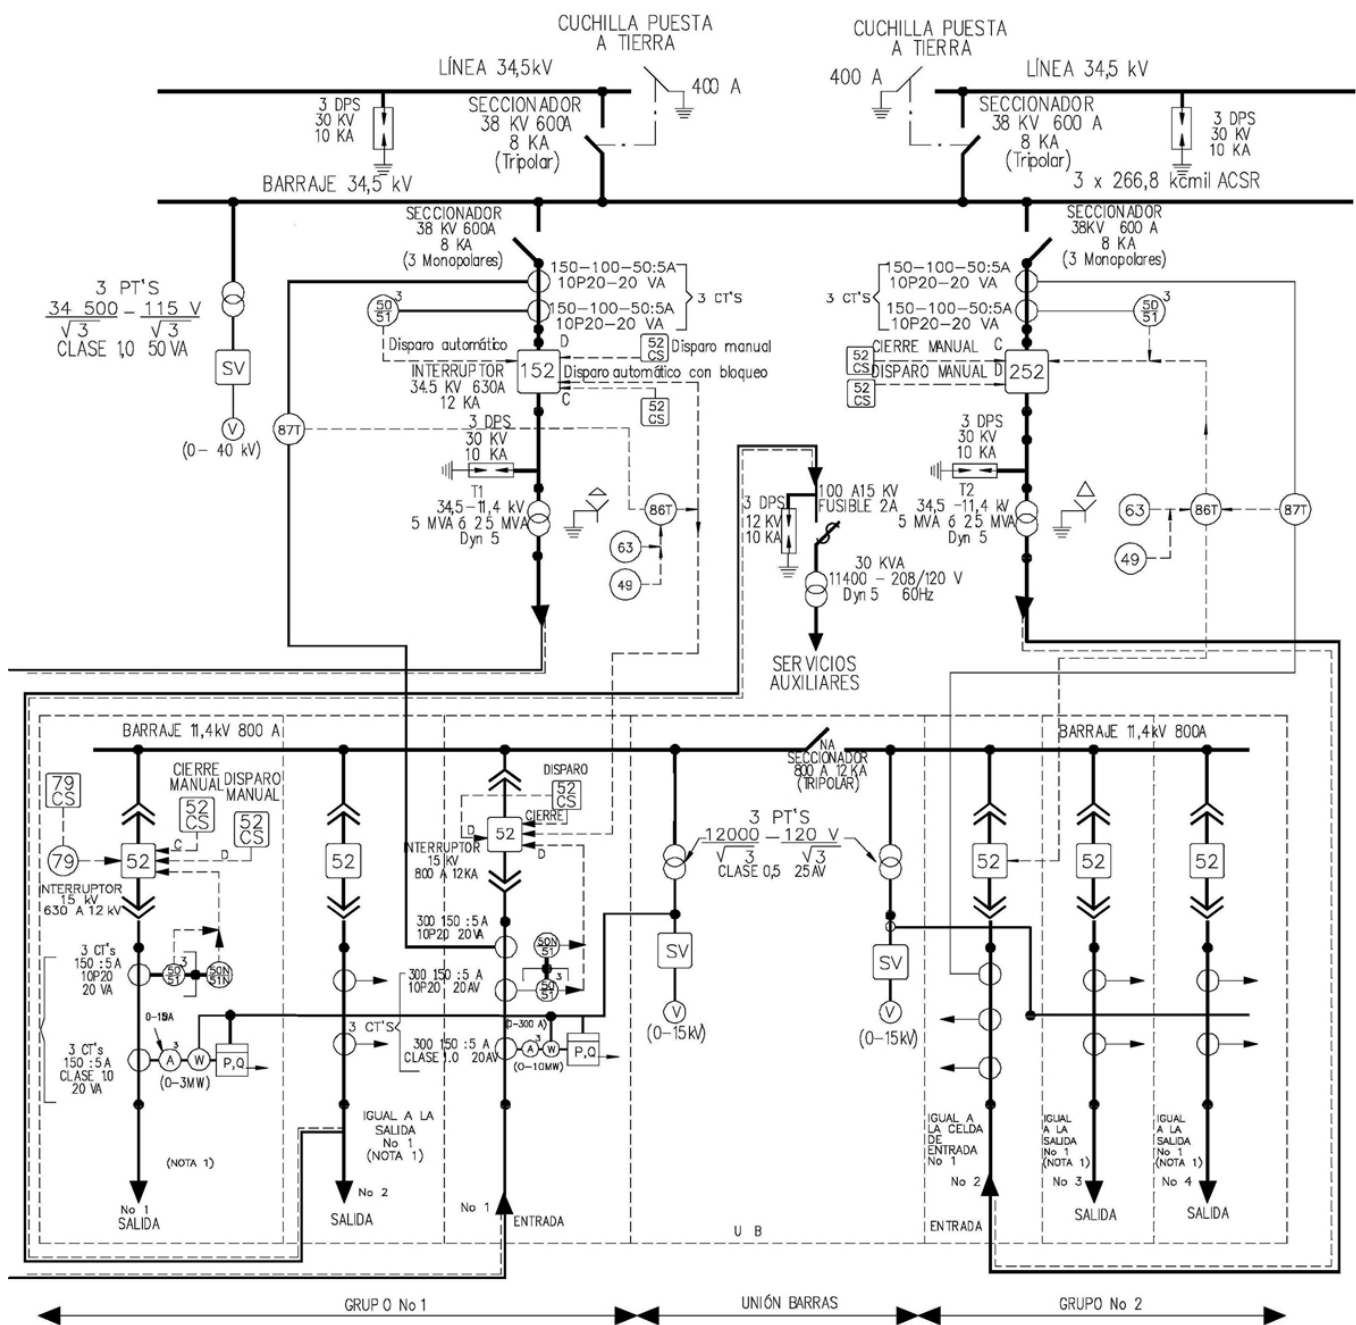 CUCHILLA PUESTA
A TIERRA
CUCHILLA PUESTA
A TIERRA
LÍNEA 34,5kV
400 A
400 A
LÍNEA 34,5 kV
3 DPS
30 KV
10 KA
SECCIONADOR
38 KV 600A
8 KA
(Tripolar)
SECCIONADOR
38 KV 600 A
8 KA
(Tripolar)
3 DPS
30 KV
10 KA
BARRAJE 34,5 kV
3 x 266,8 kcmil ACSR
SECCIONADOR
38 KV 600A
8 KA
(3 Monopolares)
SECCIONADOR
38KV 600 A
8 KA
(3 Monopolares)
3 PT'S
34 500 – 115 V
√3 √3
CLASE 1,0 50 VA
SV
V
(0– 40 kV)
150–100–50:5A
10P20–20 VA
150–100–50:5A
10P20–20 VA
3 CT'S
50
51
3
150–100–50:5A
10P20–20 VA
150–100–50:5A
10P20–20 VA
3 CT'S
50
51
3
Disparo automático
D
52
CS
Disparo manual
INTERRUPTOR
34.5 KV 630A
12 KA
152
Disparo automático con bloqueo
C
52
CS
52
CS
CIERRE MANUAL
C
52
CS
DISPARO MANUAL
D
252
87T
3 DPS
30 KV
10 KA
3 DPS
30 KV
10 KA
T1
34,5–11,4 kV
5 MVA ó 25 MVA
Dyn 5
86T
63
49
3 DPS
12 KV
10 KA
100 A15 KV
FUSIBLE 2A
30 KVA
11400 – 208/120 V
Dyn 5 60Hz
SERVICIOS
AUXILIARES
T2
34,5 –11,4 kV
5 MVA ó 25 MVA
Dyn 5
63
86T
87T
49
BARRAJE 11,4kV 800 A
NA
SECCIONADOR
800 A 12 KA
(TRIPOLAR)
BARRAJE 11,4kV 800A
79
CS
CIERRE
MANUAL
DISPARO
MANUAL
52
CS
52
CS
C
D
79
52
INTERRUPTOR
15 kV
630 A 12 kV
52
DISPARO
52
CS
CIERRE
D
52
D
INTERRUPTOR
15 KV
800 A 12KA
3 PT'S
12000 – 120 V
√3 √3
CLASE 0,5 25AV
52
52
52
3 CT's
150 :5 A
10P20
20 VA
50
51
3
50N
51N
300 150 :5 A
10P20 20VA
50N
51
300 150 :5 A
10P20 20AV
3
50
51
SV
V
(0–15kV)
SV
V
(0–15kV)
0–15A
3 CT's
150 :5 A
CLASE 1.0
20 VA
3
A
W
P,Q
(0–3MW)
3 CT'S
300 150 :5 A
CLASE 1.0 20AV
(0–300 A)
3
A
W
P,Q
(0–10MW)
(NOTA 1)
No 1
SALIDA
IGUAL A LA
SALIDA
No 1
(NOTA 1)
No 2
SALIDA
No 1
ENTRADA
U B
IGUAL A
LA CELDA
DE
ENTRADA
No 1
No 2
ENTRADA
IGUAL
A LA
SALIDA
No 1
(NOTA 1)
No 3
SALIDA
IGUAL
A LA
SALIDA
No 1
(NOTA 1)
No 4
SALIDA
GRUPO No 1
UNIÓN BARRAS
GRUPO No 2